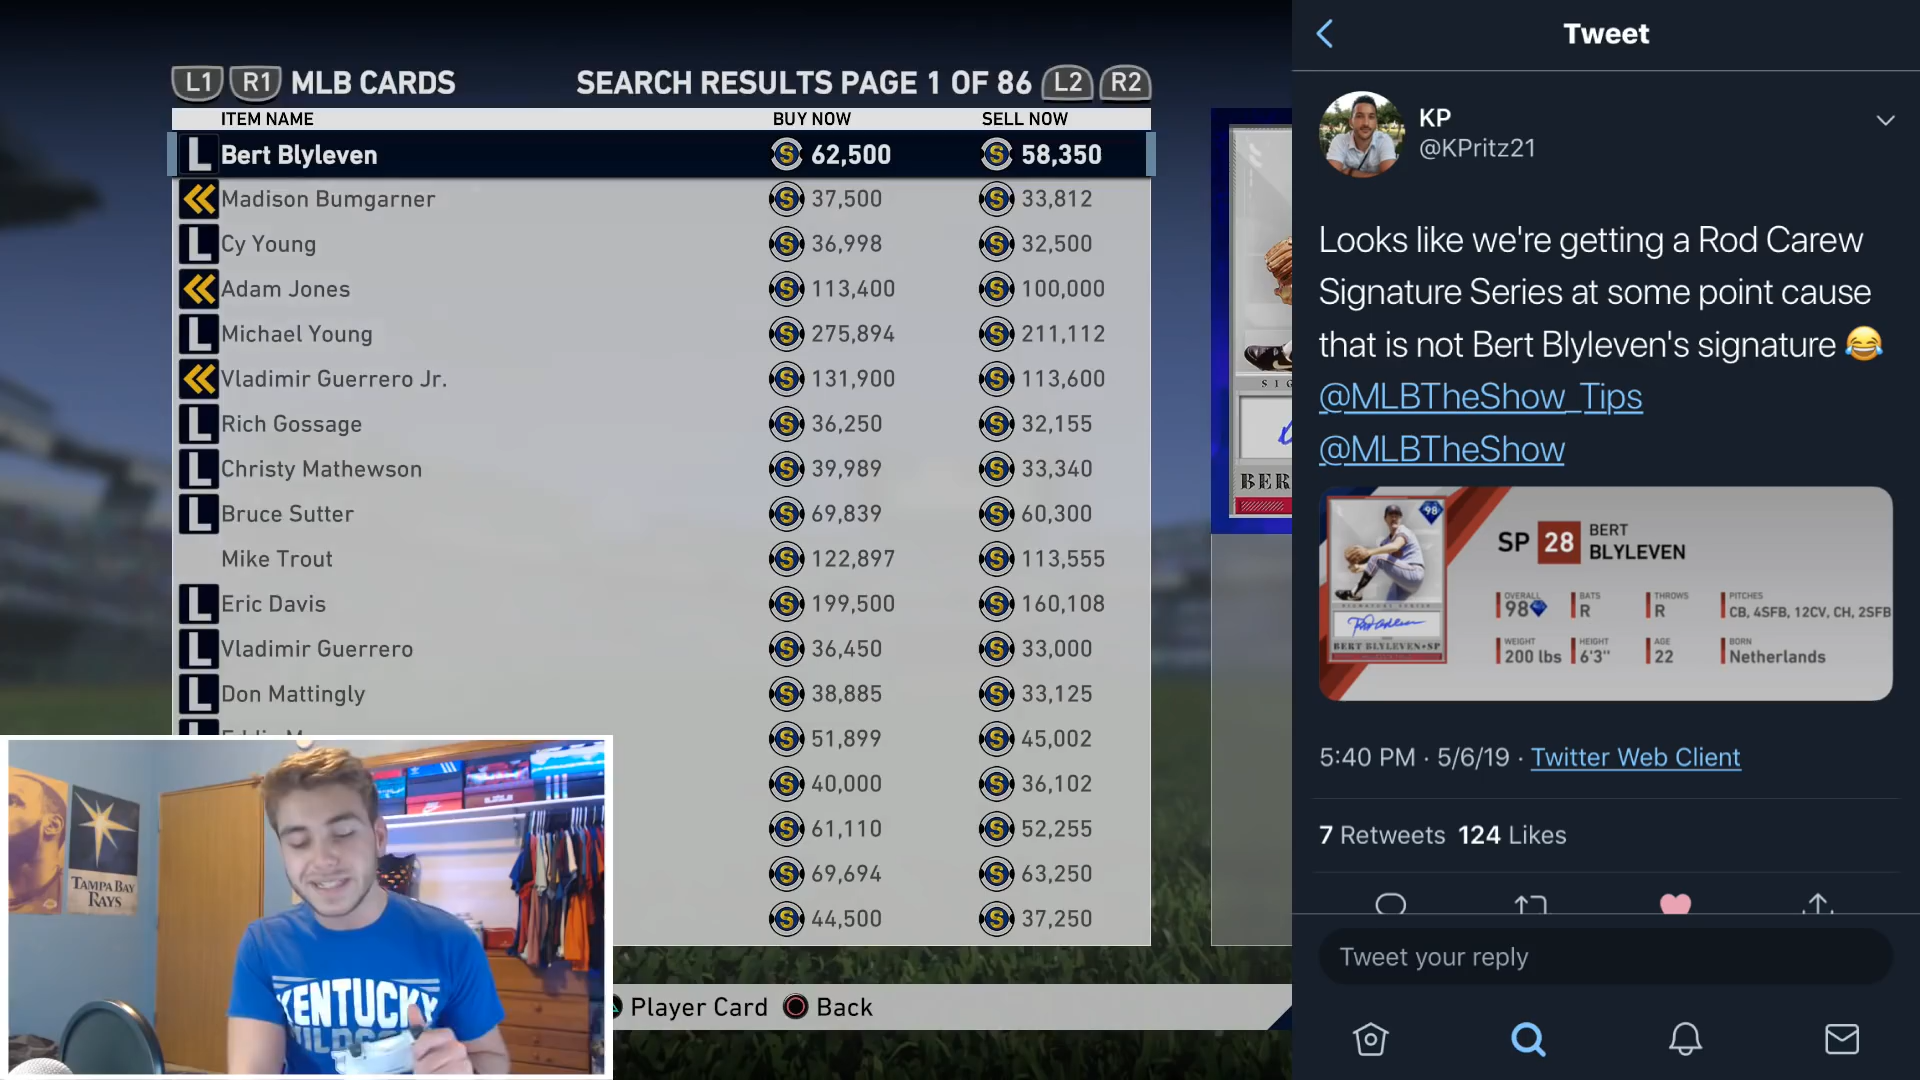 L1 R1 MLB CARDS SEARCH RESULTS PAGE 1 OF 86 L2 R2
ITEM NAME BUY NOW SELL NOW
L Bert Blyleven S 62,500 S 58,350
Madison Bumgarner S 37,500 S 33,812
L Cy Young S 36,998 S 32,500
Adam Jones S 113,400 S 100,000
L Michael Young S 275,894 S 211,112
Vladimir Guerrero Jr. S 131,900 S 113,600
L Rich Gossage S 36,250 S 32,155
L Christy Mathewson S 39,989 S 33,340
L Bruce Sutter S 69,839 S 60,300
Mike Trout S 122,897 S 113,555
L Eric Davis S 199,500 S 160,108
L Vladimir Guerrero S 36,450 S 33,000
L Don Mattingly S 38,885 S 33,125
S 51,899 S 45,002
S 40,000 S 36,102
S 61,110 S 52,255
S 69,694 S 63,250
S 44,500 S 37,250
Player Card Back
SIG
BER
TAMPA BAY
RAYS
KENTUCKY
Tweet
KP
@KPritz21
Looks like we're getting a Rod Carew
Signature Series at some point cause
that is not Bert Blyleven's signature 😂
@MLBTheShow_Tips
@MLBTheShow
98
SIGNATURE SERIES
BERT BLYLEVEN•SP
SP 28 BERT
BLYLEVEN
OVERALL BATS THROWS PITCHES
98 R R CB, 4SFB, 12CV, CH, 2SFB
WEIGHT HEIGHT AGE BORN
200 lbs 6'3" 22 Netherlands
5:40 PM · 5/6/19 · Twitter Web Client
7 Retweets 124 Likes
Tweet your reply